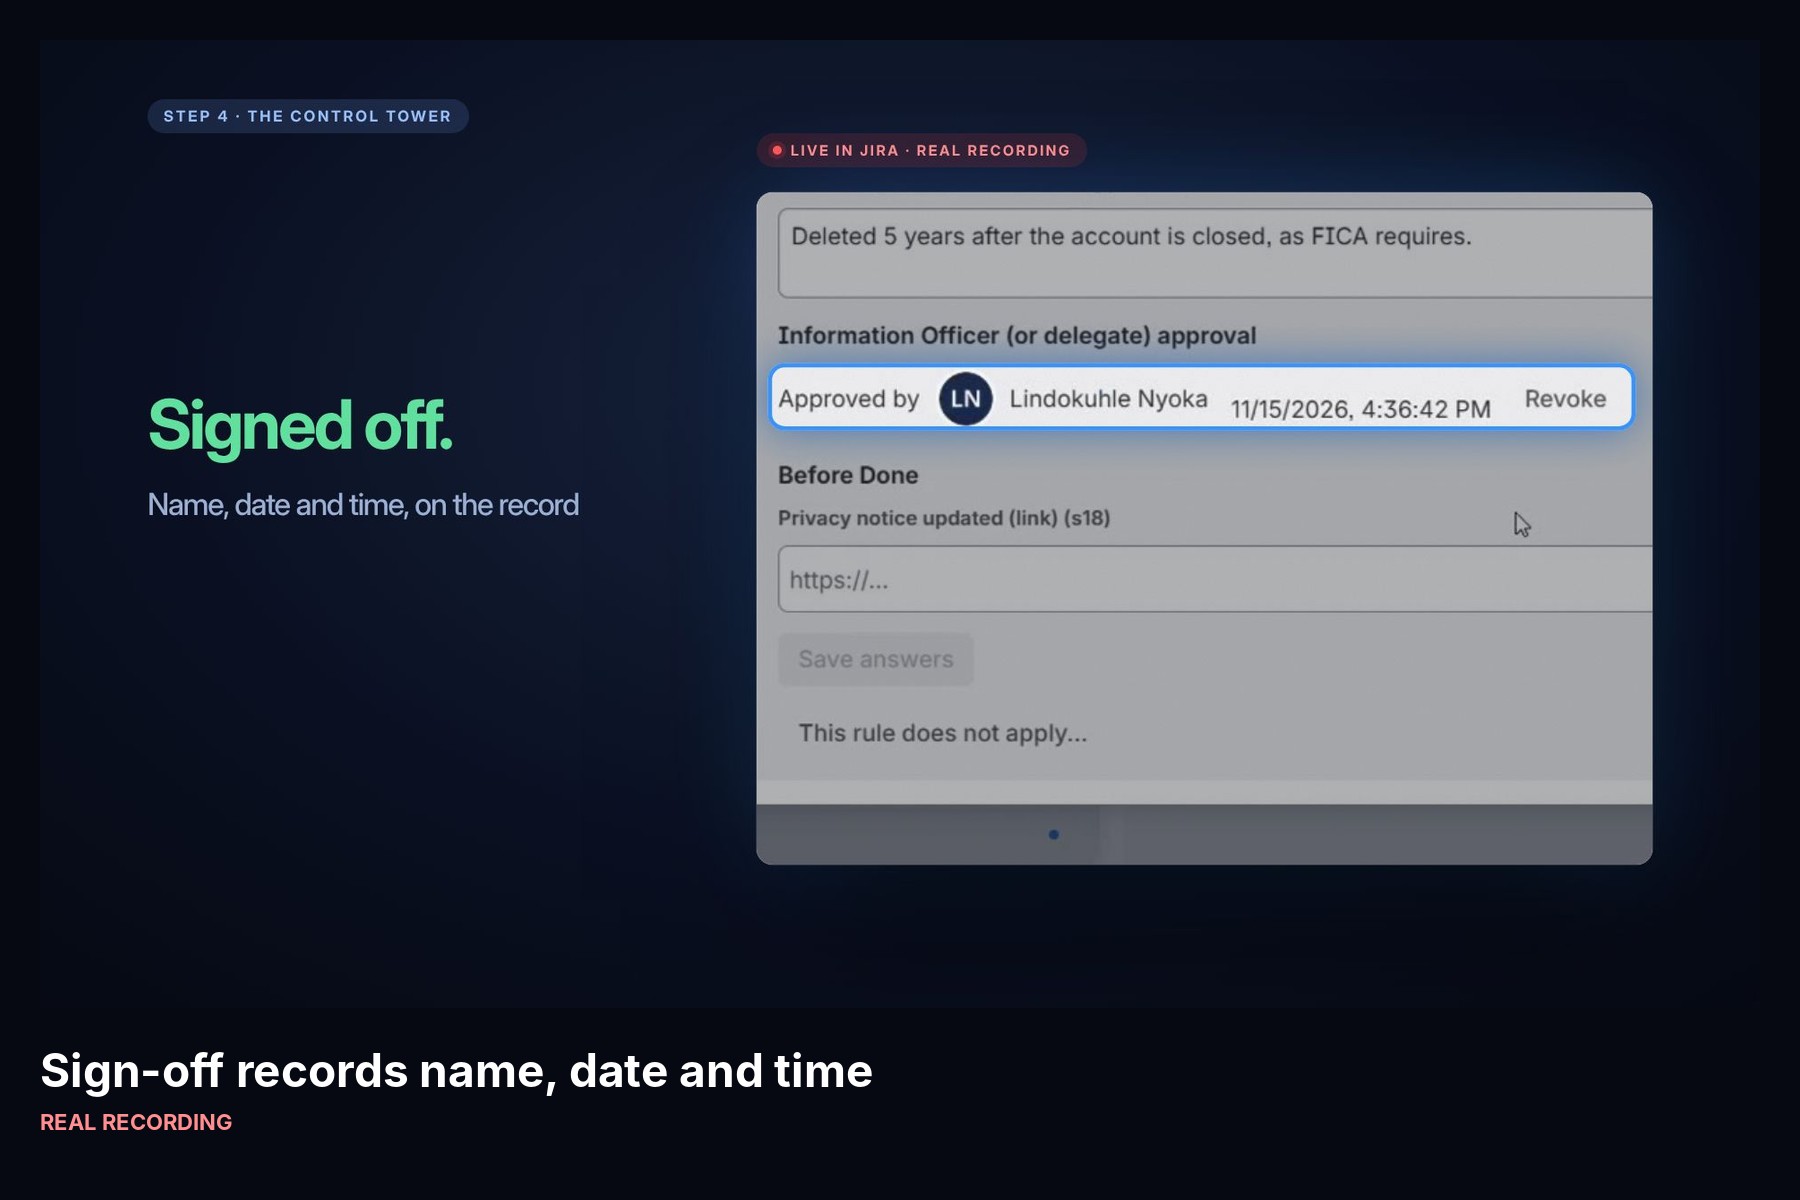 STEP 4 · THE CONTROL TOWER
LIVE IN JIRA · REAL RECORDING
Signed off.
Name, date and time, on the record
Deleted 5 years after the account is closed, as FICA requires.
Information Officer (or delegate) approval
Approved by LN Lindokuhle Nyoka 11/15/2026, 4:36:42 PM Revoke
Before Done
Privacy notice updated (link) (s18)
https://...
Save answers
This rule does not apply...
Sign-off records name, date and time
REAL RECORDING